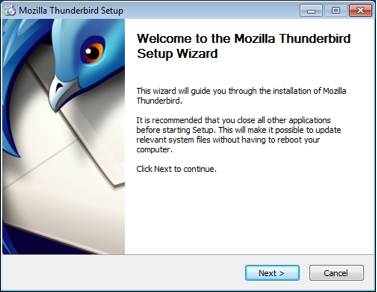 Mozilla Thunderbird Setup
Welcome to the Mozilla Thunderbird
Setup Wizard
This wizard will guide you through the installation of Mozilla
Thunderbird.
It is recommended that you close all other applications
before starting Setup. This will make it possible to update
relevant system files without having to reboot your
computer.
Click Next to continue.
Next >
Cancel